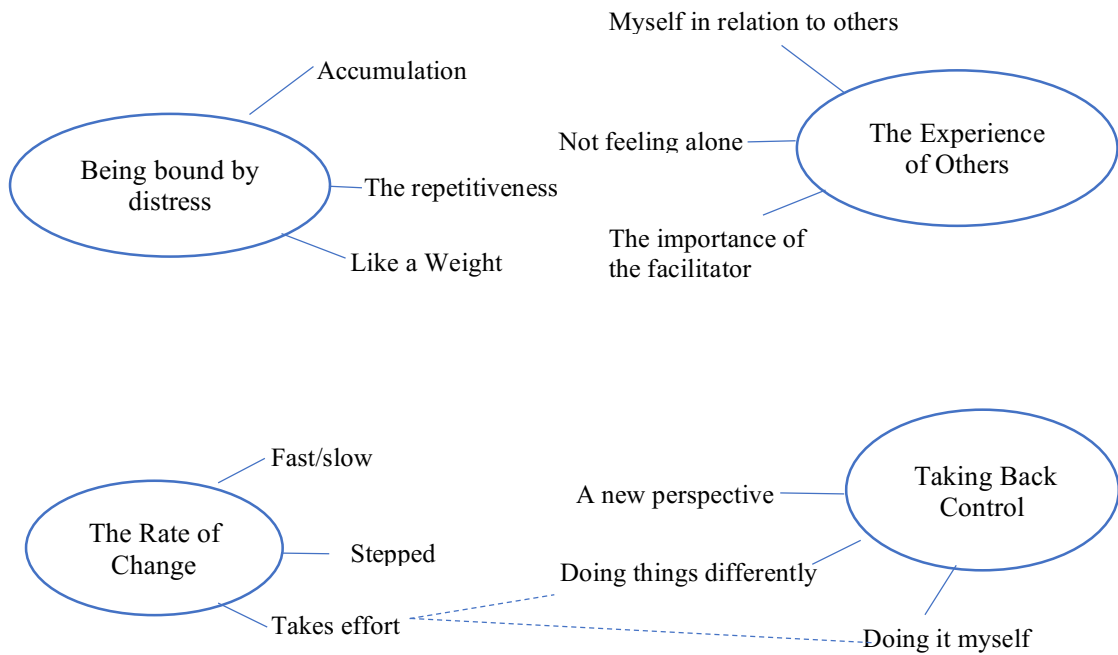 Accumulation
Being bound by
distress
The repetitiveness
Like a Weight
Myself in relation to others
Not feeling alone
The Experience
of Others
The importance of
the facilitator
Fast/slow
The Rate of
Change
Stepped
Takes effort
A new perspective
Taking Back
Control
Doing things differently
Doing it myself